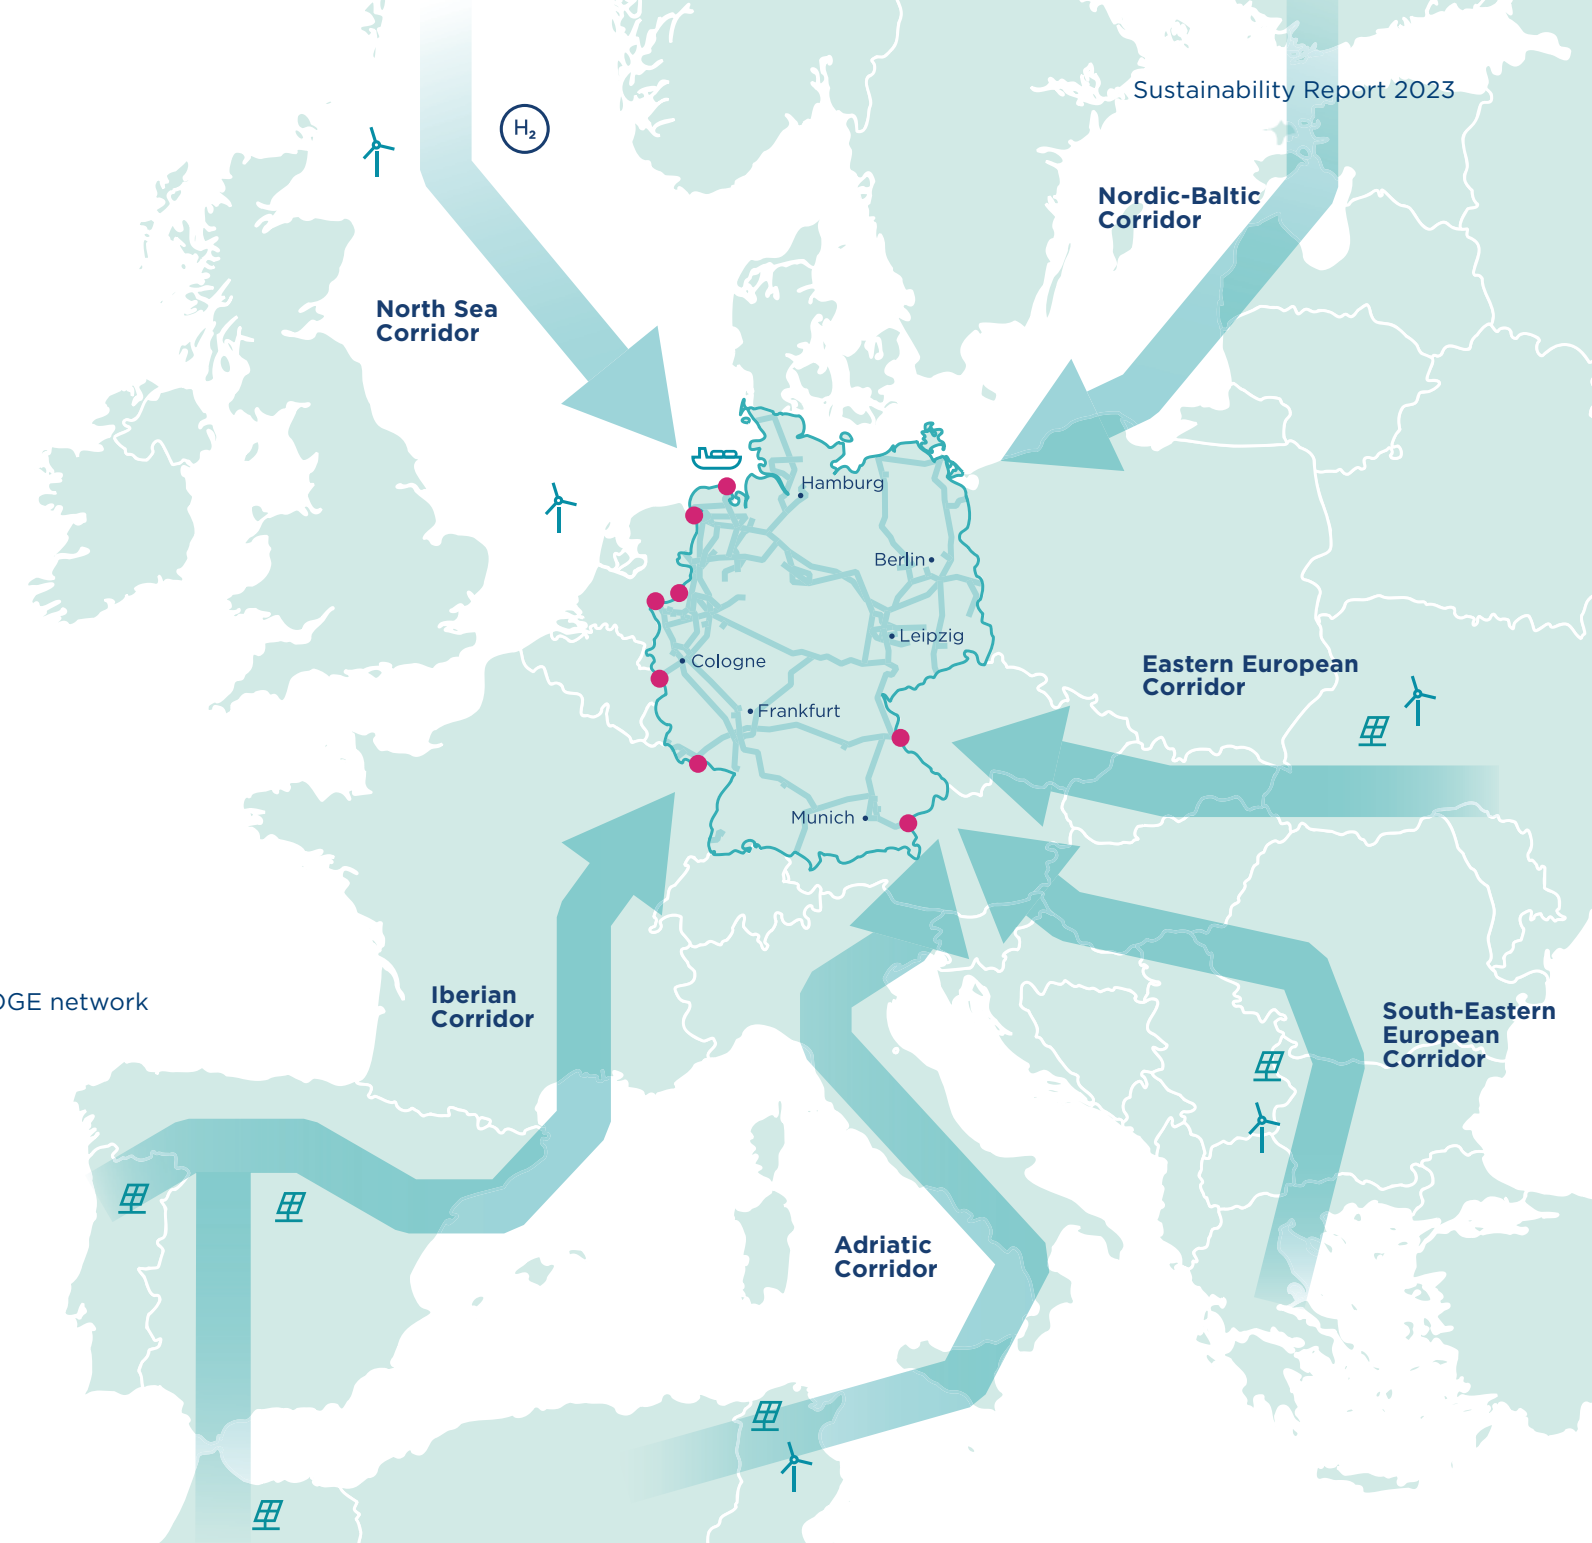 Sustainability Report 2023
H₂
Nordic-Baltic
Corridor
North Sea
Corridor
Hamburg
Berlin
Leipzig
Cologne
Eastern European
Corridor
Frankfurt
Munich
Iberian
Corridor
OGE network
South-Eastern
European
Corridor
Adriatic
Corridor